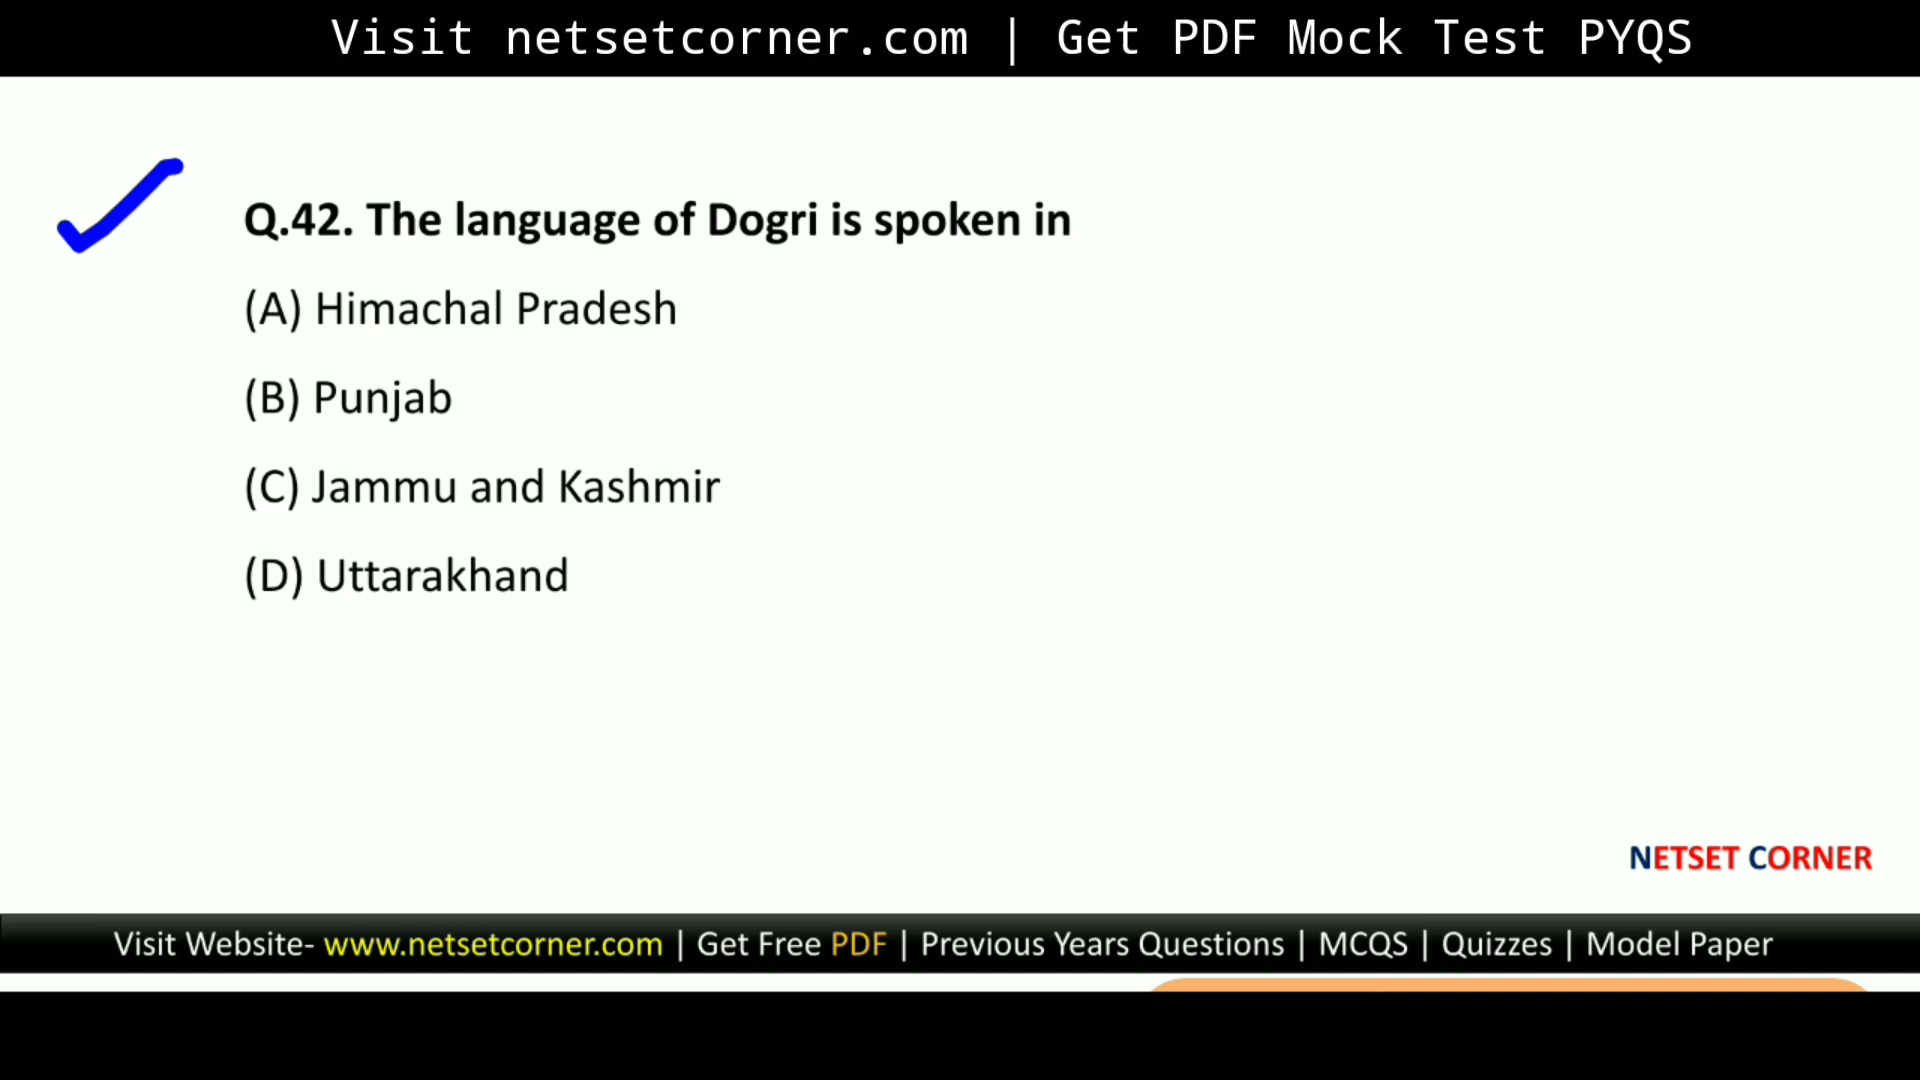 Visit netsetcorner.com | Get PDF Mock Test PYQS
Q.42. The language of Dogri is spoken in
(A) Himachal Pradesh
(B) Punjab
(C) Jammu and Kashmir
(D) Uttarakhand
NETSET CORNER
Visit Website- www.netsetcorner.com | Get Free PDF | Previous Years Questions | MCQS | Quizzes | Model Paper